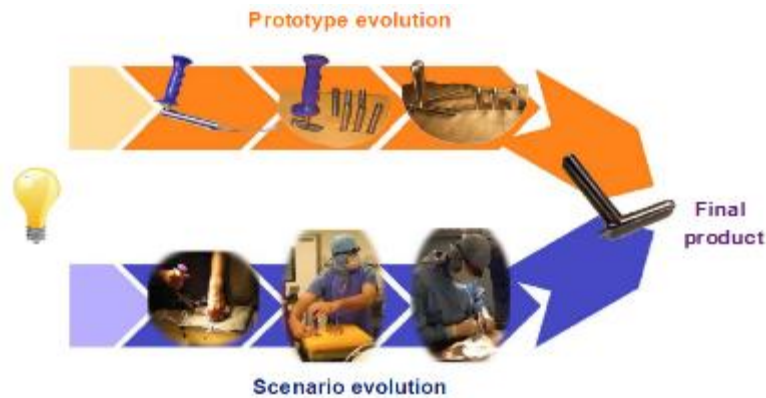 Prototype evolution
Final
product
Scenario evolution